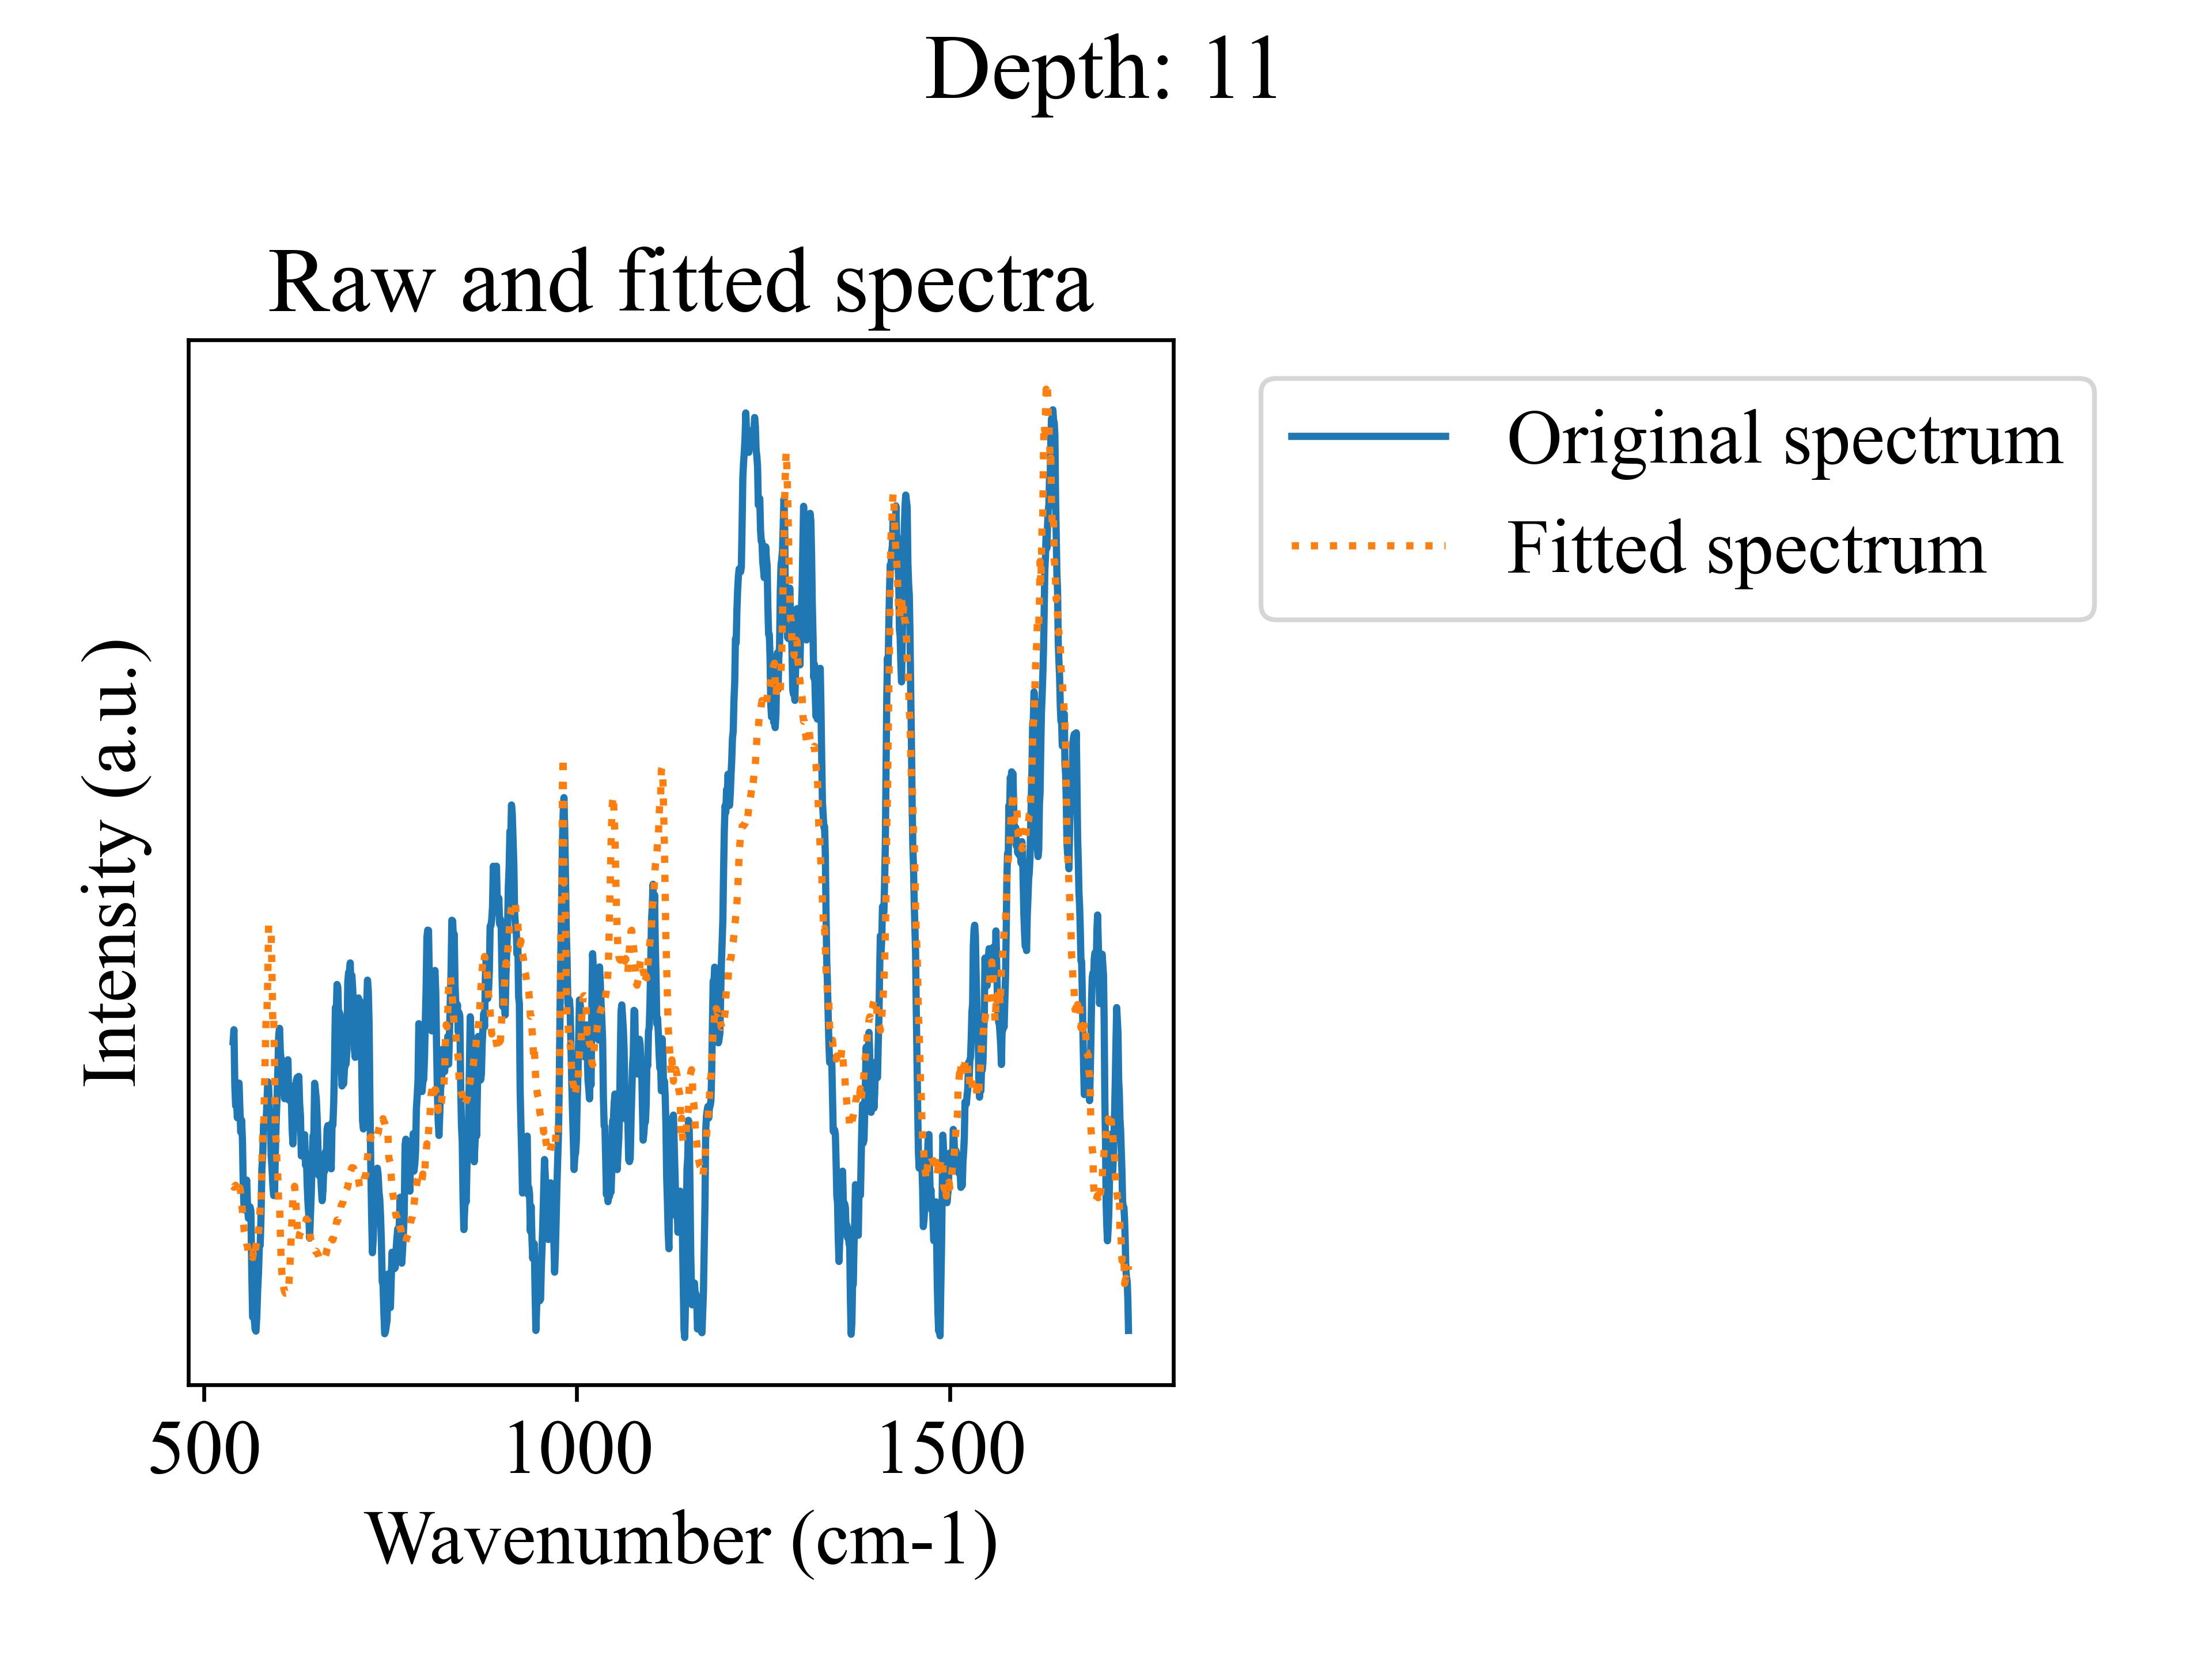 Depth: 11
Raw and fitted spectra
Original spectrum
Fitted spectrum
Intensity (a.u.)
500 1000 1500
Wavenumber (cm-1)